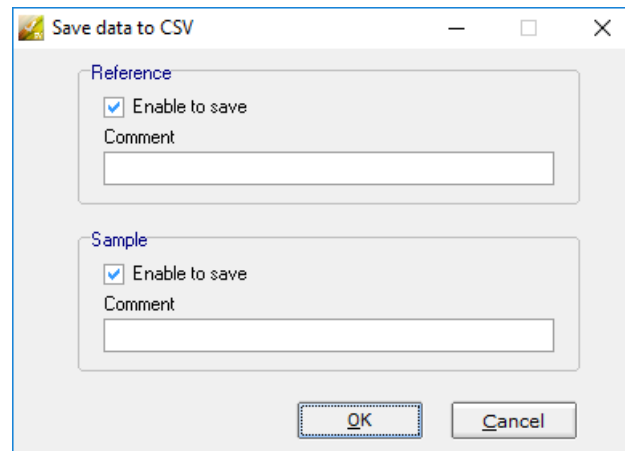 Save data to CSV
Reference
Enable to save
Comment
Sample
Enable to save
Comment
OK
Cancel